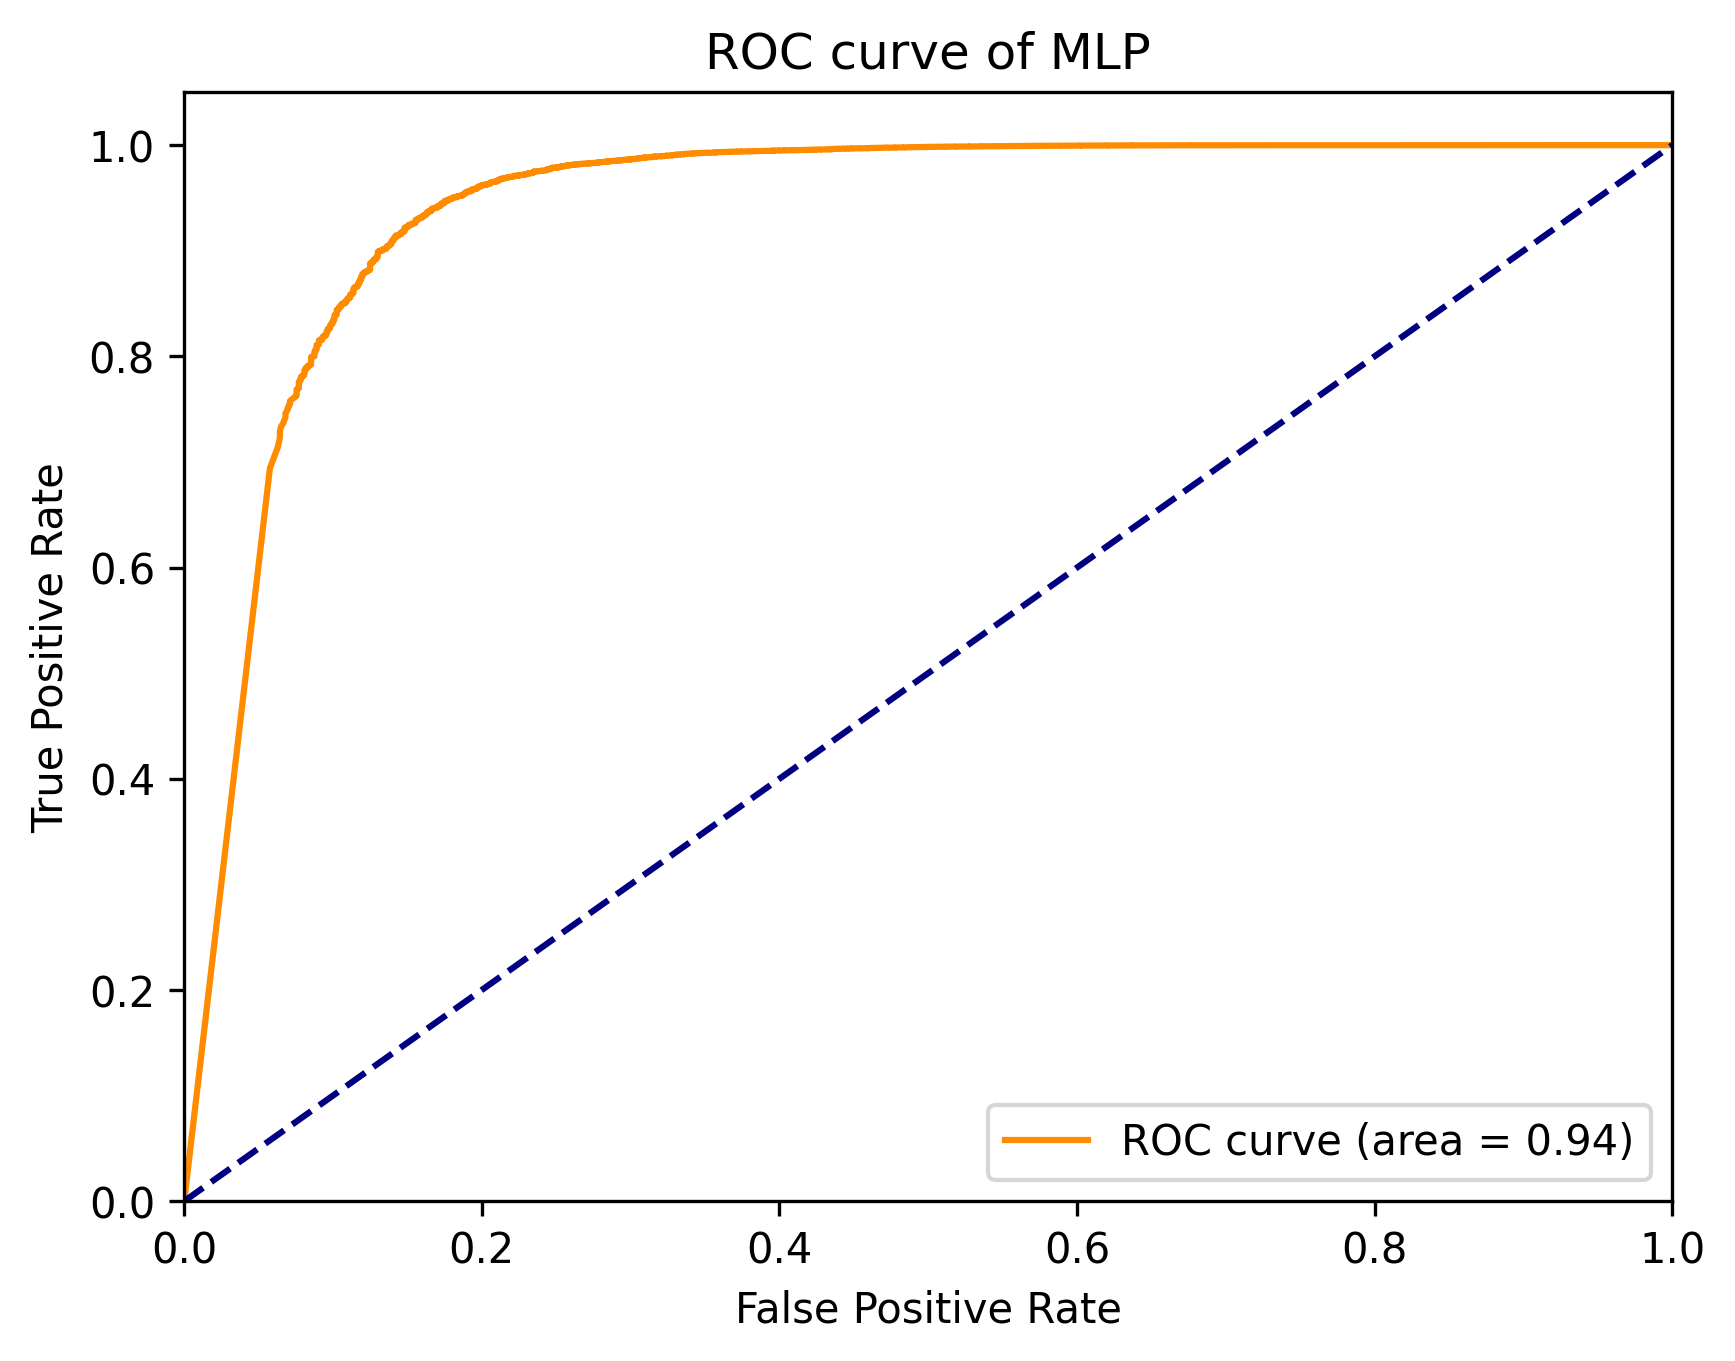 ROC curve of MLP
True Positive Rate
1.0
0.8
0.6
0.4
0.2
0.0
ROC curve (area = 0.94)
0.0 0.2 0.4 0.6 0.8 1.0
False Positive Rate